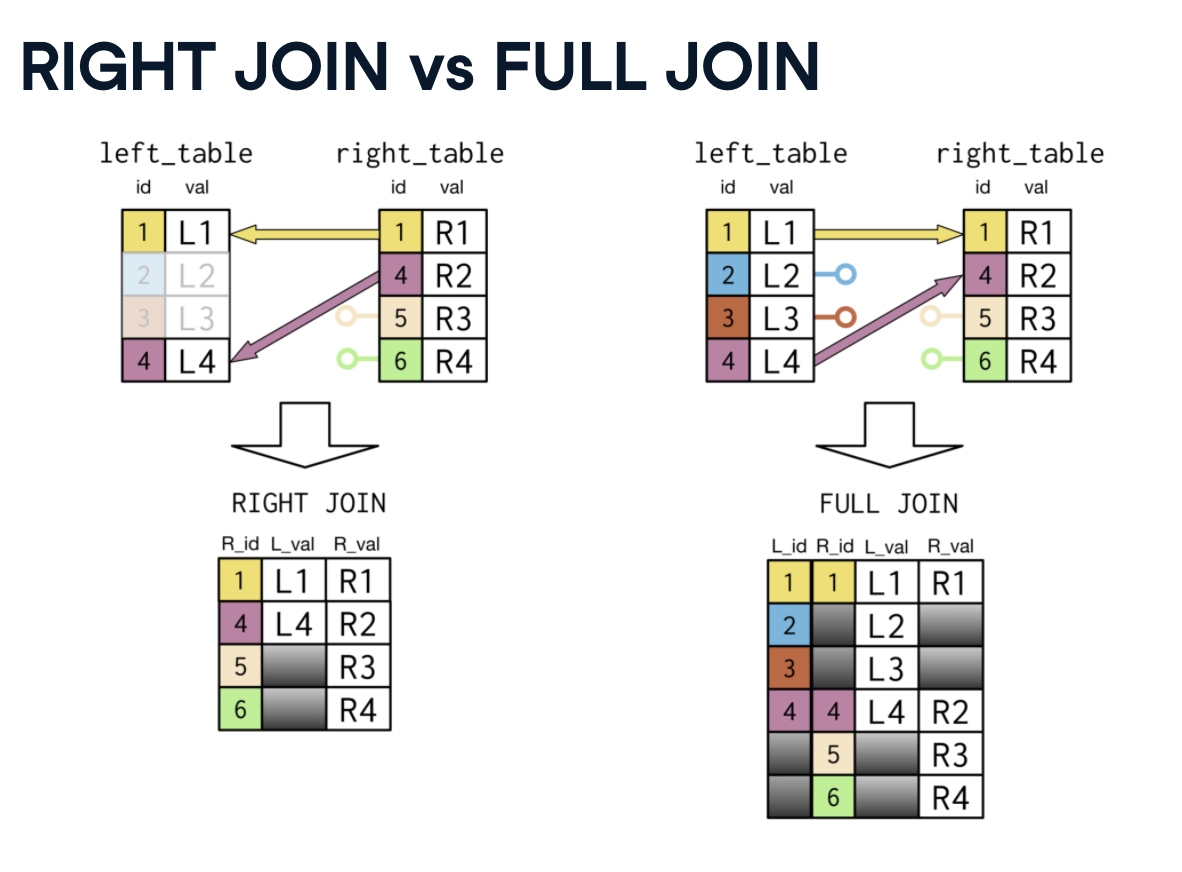 RIGHT JOIN vs FULL JOIN
left_table right_table
id val id val
1 L1 1 R1
2 L2 4 R2
3 L3 5 R3
4 L4 6 R4
RIGHT JOIN
R_id L_val R_val
1 L1 R1
4 L4 R2
5 R3
6 R4
left_table right_table
id val id val
1 L1 1 R1
2 L2 4 R2
3 L3 5 R3
4 L4 6 R4
FULL JOIN
L_id R_id L_val R_val
1 1 L1 R1
2 L2
3 L3
4 4 L4 R2
5 R3
6 R4